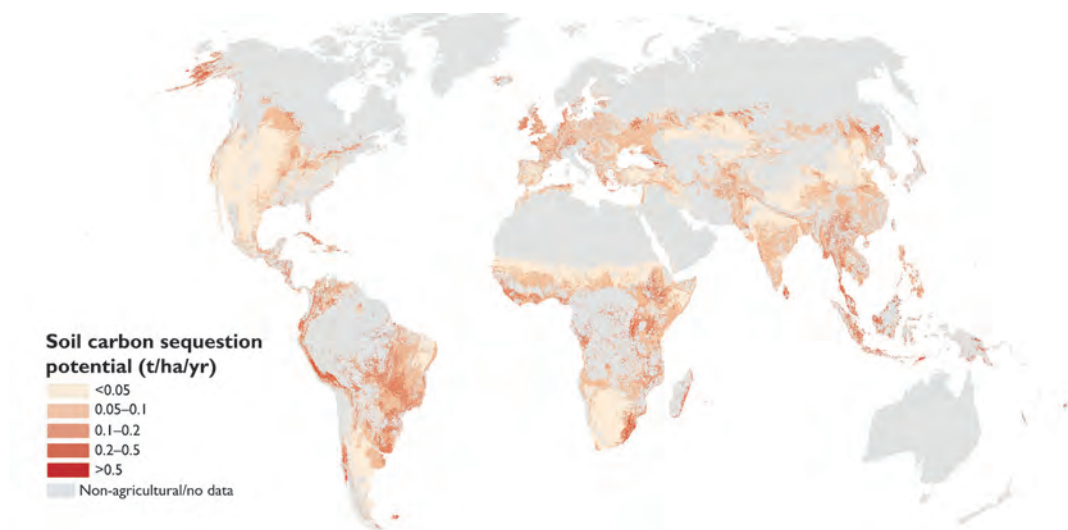 Soil carbon sequestion
potential (t/ha/yr)
<0.05
0.05–0.1
0.1–0.2
0.2–0.5
>0.5
Non-agricultural/no data